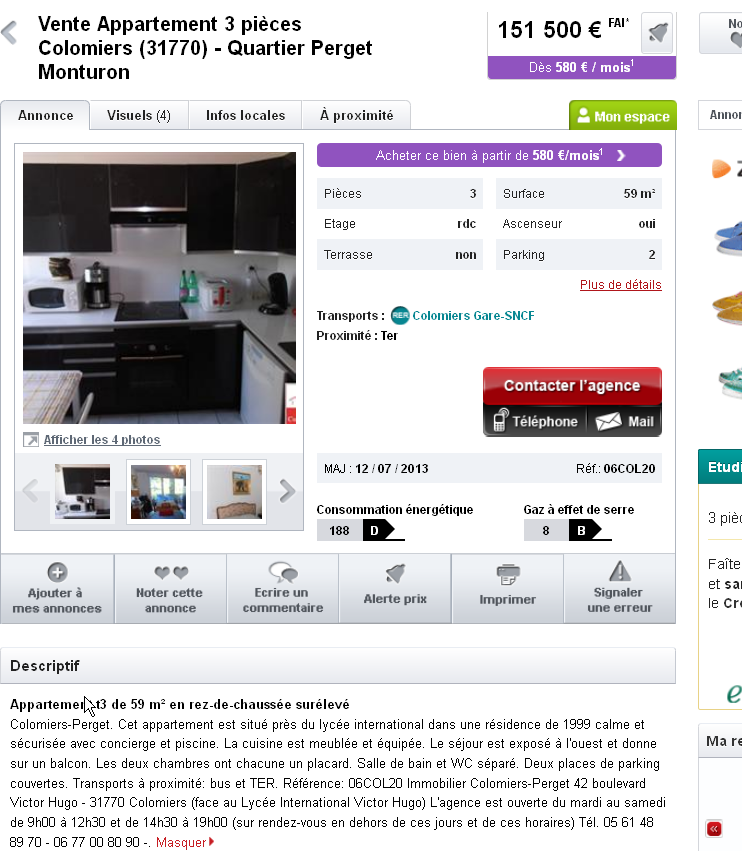 Vente Appartement 3 pièces
Colomiers (31770) - Quartier Perget
Monturon
151 500 € FAI*
Dès 580 € / mois1
No
Annonce
Visuels (4)
Infos locales
À proximité
Mon espace
Annon
Acheter ce bien à partir de 580 €/mois1
Pièces 3
Surface 59 m²
Etage rdc
Ascenseur oui
Terrasse non
Parking 2
Plus de détails
Transports : RER Colomiers Gare-SNCF
Proximité : Ter
Contacter l'agence
Téléphone
Mail
Afficher les 4 photos
MAJ : 12 / 07 / 2013
Réf.: 06COL20
Consommation énergétique
188 D
Gaz à effet de serre
8 B
Etudi
3 pièc
Faîte
et sa
le Cr
Ajouter à
mes annonces
Noter cette
annonce
Ecrire un
commentaire
Alerte prix
Imprimer
Signaler
une erreur
Descriptif
Ma re
Appartement3 de 59 m² en rez-de-chaussée surélevé
Colomiers-Perget. Cet appartement est situé près du lycée international dans une résidence de 1999 calme et
sécurisée avec concierge et piscine. La cuisine est meublée et équipée. Le séjour est exposé à l'ouest et donne
sur un balcon. Les deux chambres ont chacune un placard. Salle de bain et WC séparé. Deux places de parking
couvertes. Transports à proximité: bus et TER. Référence: 06COL20 Immobilier Colomiers-Perget 42 boulevard
Victor Hugo - 31770 Colomiers (face au Lycée International Victor Hugo) L'agence est ouverte du mardi au samedi
de 9h00 à 12h30 et de 14h30 à 19h00 (sur rendez-vous en dehors de ces jours et de ces horaires) Tél. 05 61 48
89 70 - 06 77 00 80 90 -. Masquer